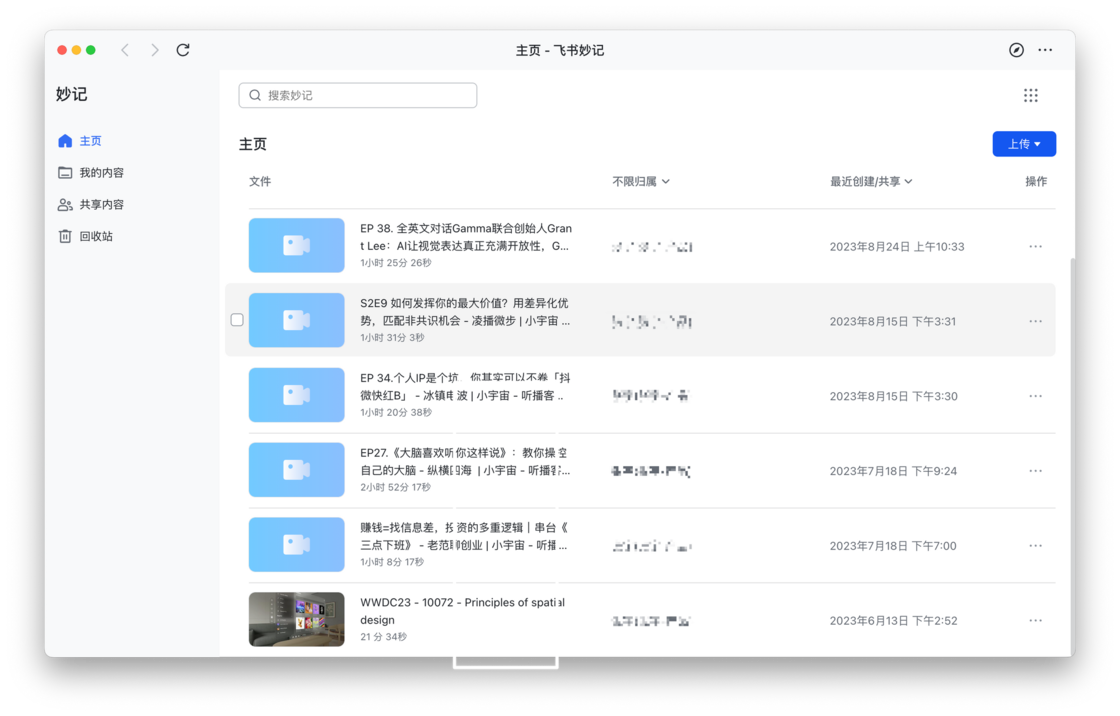 主页 - 飞书妙记
妙记
主页
我的内容
共享内容
回收站
搜索妙记
主页
上传
文件
不限归属
最近创建/共享
操作
EP 38. 全英文对话Gamma联合创始人Gran
t Lee：AI让视觉表达真正充满开放性，G...
1小时 25分 26秒
2023年8月24日 上午10:33
S2E9 如何发挥你的最大价值？用差异化优
势，匹配非共识机会 - 凌播微步 | 小宇宙 ...
1小时 31分 3秒
2023年8月15日 下午3:31
EP 34.个人IP是个坑，你其实可以不卷「抖
微快红B」 - 冰镇电波 | 小宇宙 - 听播客 ..
1小时 20分 38秒
2023年8月15日 下午3:30
EP27.《大脑喜欢听你这样说》：教你操空
自己的大脑 - 纵横四海 | 小宇宙 - 听播客...
2小时 52分 17秒
2023年7月18日 下午9:24
赚钱=找信息差，投资的多重逻辑｜串台《
三点下班》 - 老范聊创业 | 小宇宙 - 听播...
1小时 8分 17秒
2023年7月18日 下午7:00
WWDC23 - 10072 - Principles of spatial
design
21 分 34秒
2023年6月13日 下午2:52